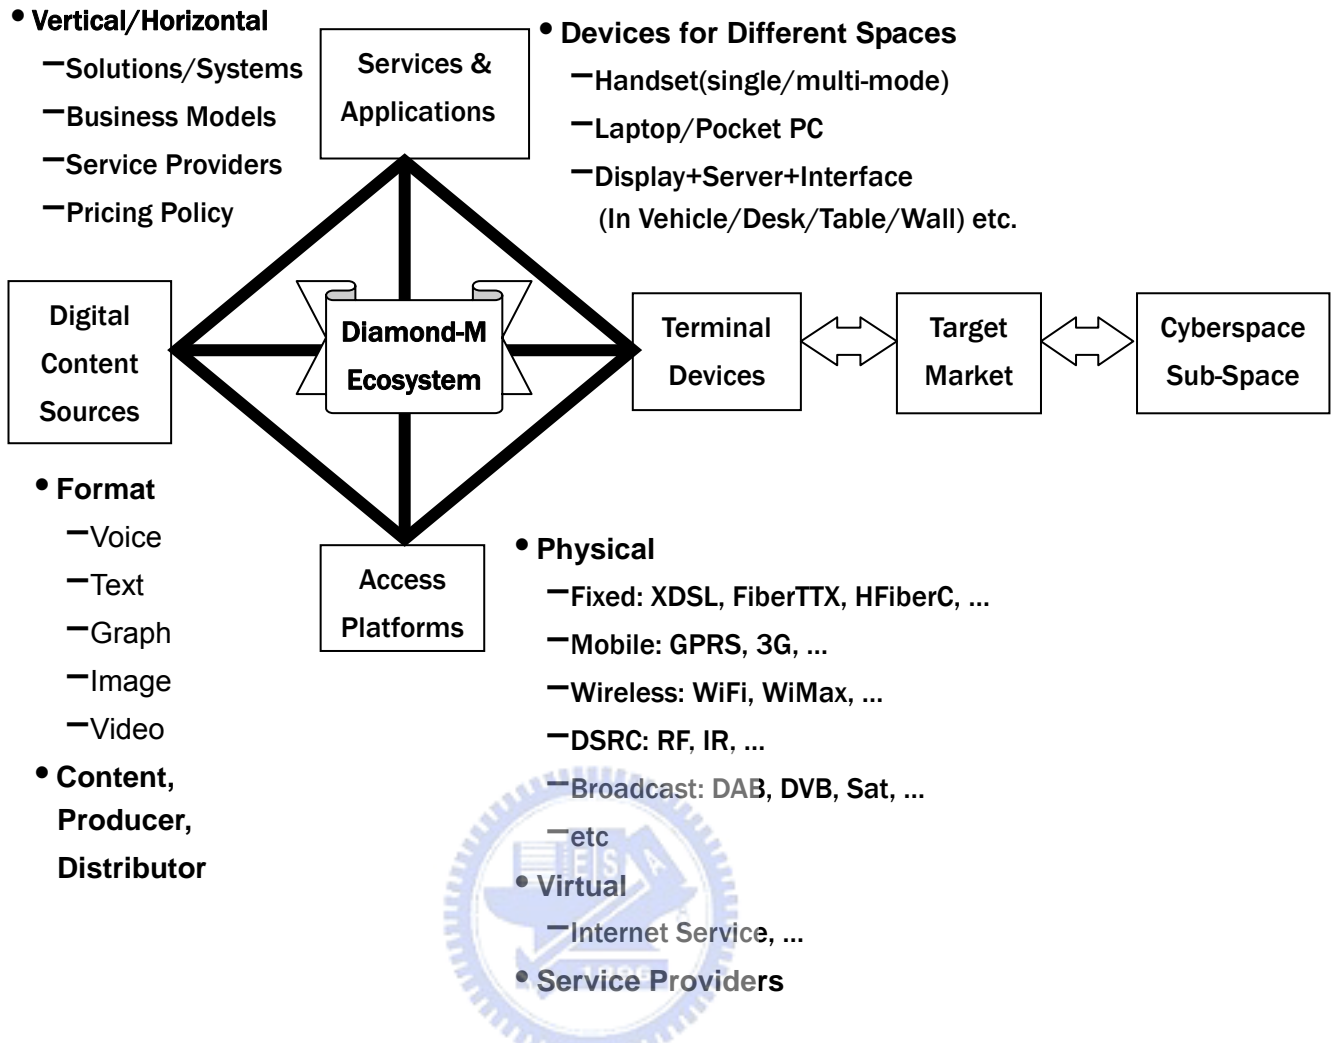 • Vertical/Horizontal
–Solutions/Systems
–Business Models
–Service Providers
–Pricing Policy
Services &
Applications
• Devices for Different Spaces
–Handset(single/multi-mode)
–Laptop/Pocket PC
–Display+Server+Interface
(In Vehicle/Desk/Table/Wall) etc.
Digital
Content
Sources
Diamond-M
Ecosystem
Terminal
Devices
Target
Market
Cyberspace
Sub-Space
• Format
–Voice
–Text
–Graph
–Image
–Video
• Content,
Producer,
Distributor
Access
Platforms
• Physical
–Fixed: XDSL, FiberTTX, HFiberC, ...
–Mobile: GPRS, 3G, ...
–Wireless: WiFi, WiMax, ...
–DSRC: RF, IR, ...
–Broadcast: DAB, DVB, Sat, ...
–etc
• Virtual
–Internet Service, ...
• Service Providers
ESA
1896